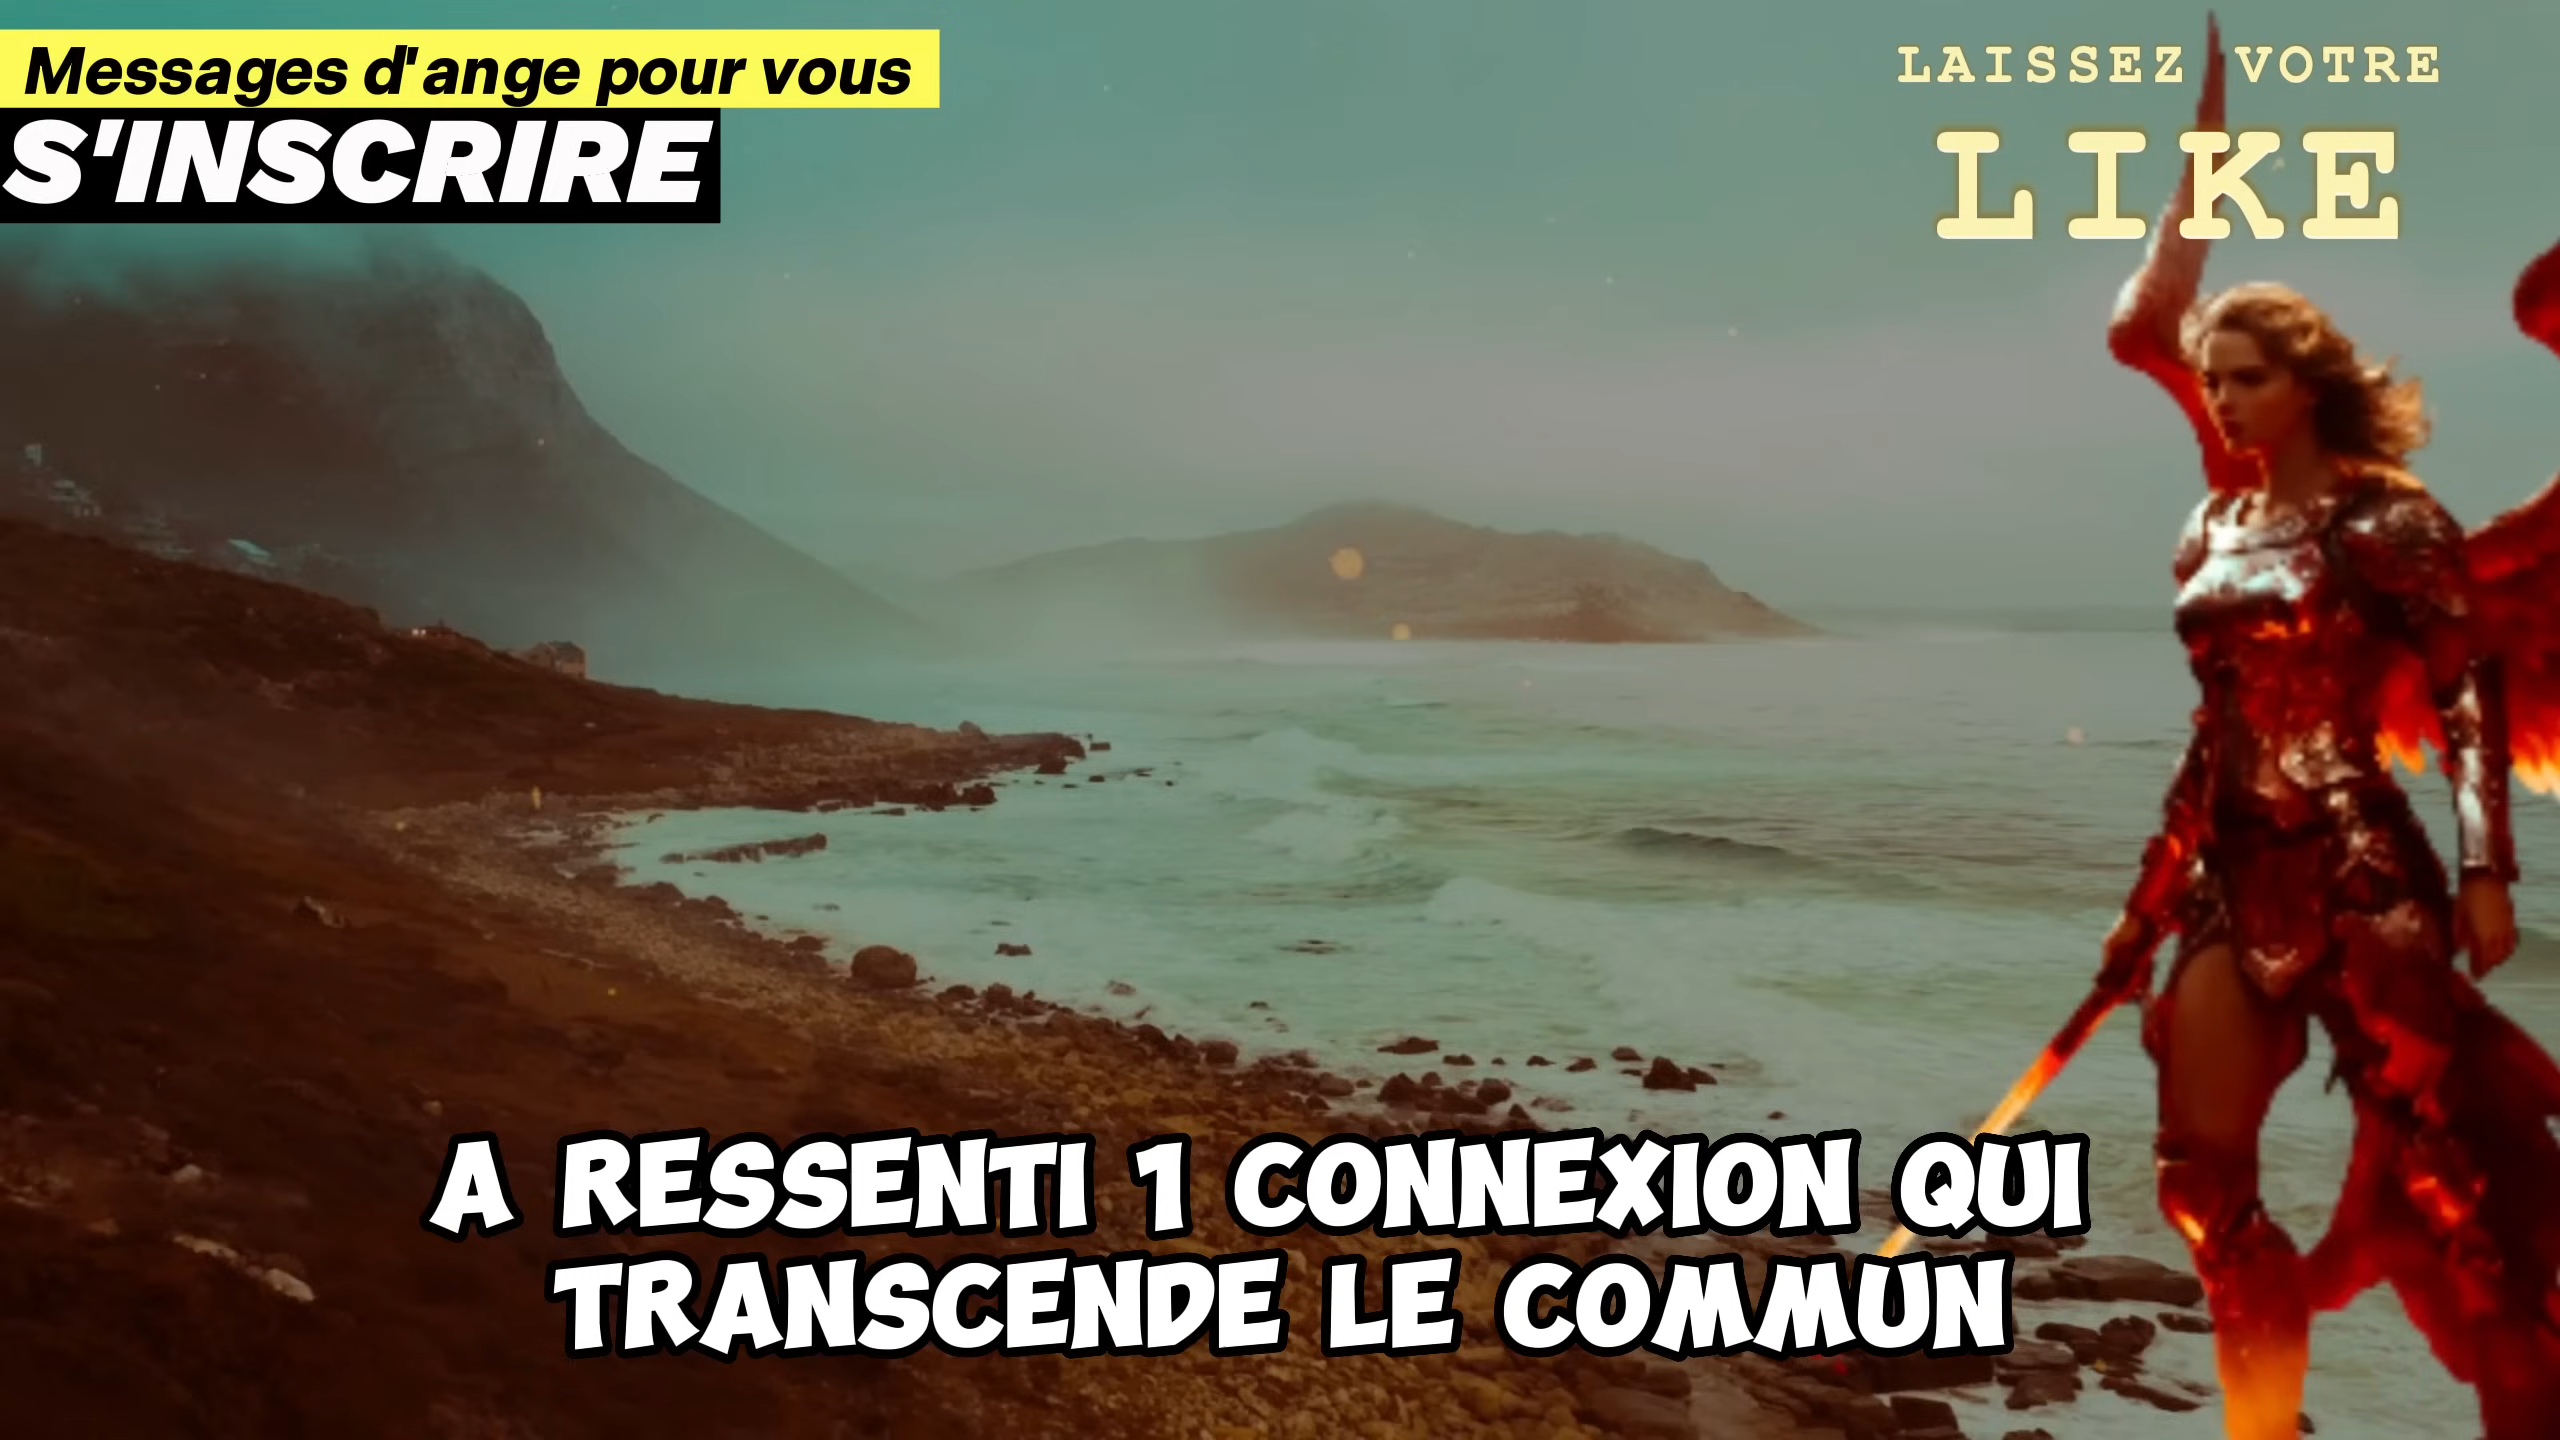 Messages d'ange pour vous
S'INSCRIRE
LAISSEZ VOTRE
LIKE
A RESSENTI 1 CONNEXION QUI
TRANSCENDE LE COMMUN